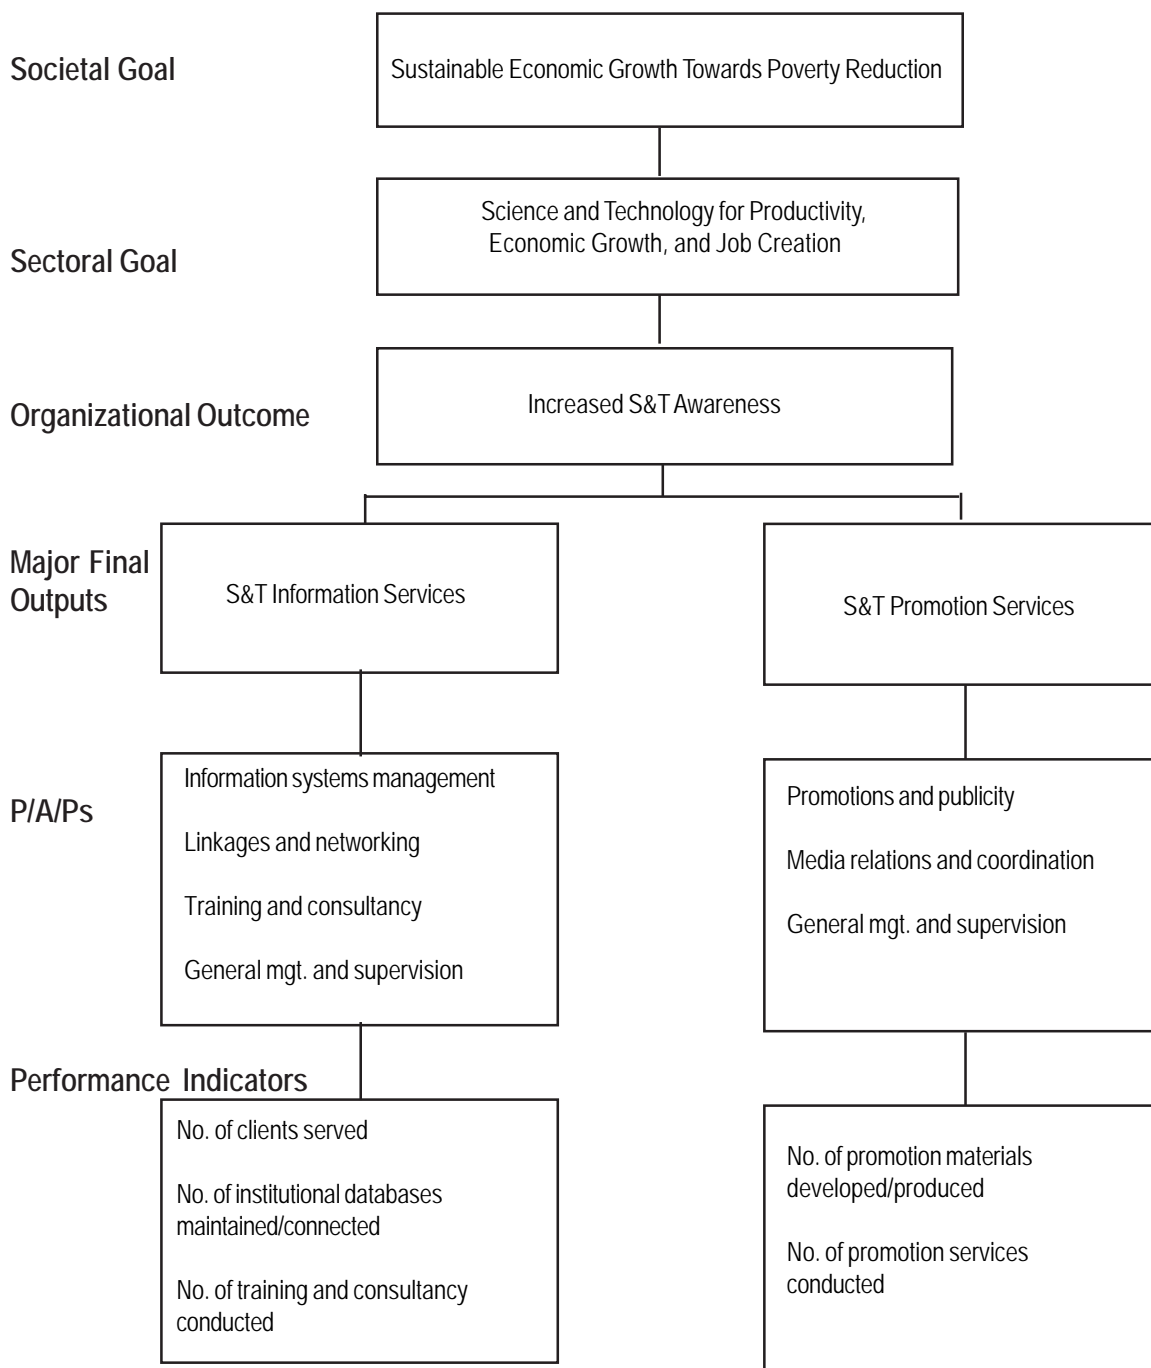 Societal Goal
Sustainable Economic Growth Towards Poverty Reduction
Sectoral Goal
Science and Technology for Productivity,
Economic Growth, and Job Creation
Organizational Outcome
Increased S&T Awareness
Major Final
Outputs
S&T Information Services
S&T Promotion Services
P/A/Ps
Information systems management
Linkages and networking
Training and consultancy
General mgt. and supervision
Promotions and publicity
Media relations and coordination
General mgt. and supervision
Performance Indicators
No. of clients served
No. of institutional databases
maintained/connected
No. of training and consultancy
conducted
No. of promotion materials
developed/produced
No. of promotion services
conducted